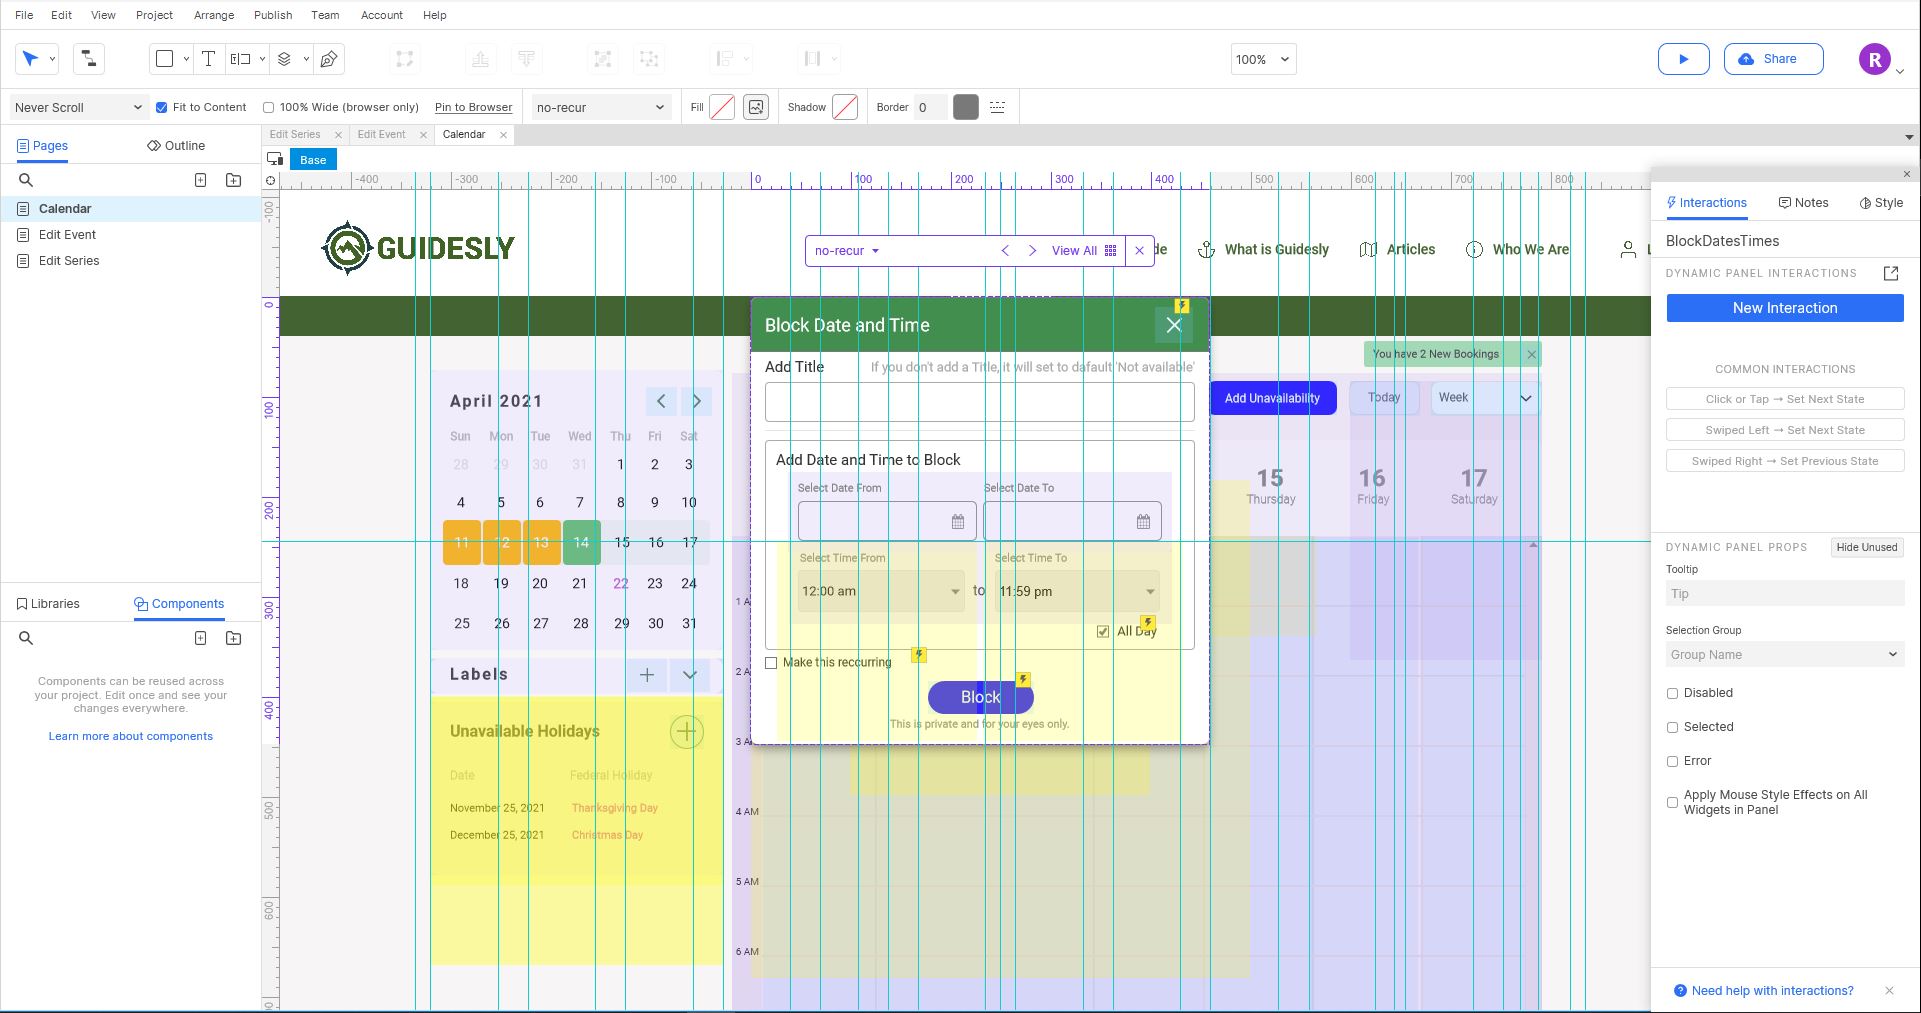 File Edit View Project Arrange Publish Team Account Help
100% Share R
Never Scroll Fit to Content 100% Wide (browser only) Pin to Browser no-recur Fill Shadow Border 0
Edit Series Edit Event Calendar
Pages Outline
Base
-400 -300 -200 -100 0 100 200 300 400 500 600 700 800
Calendar
Edit Event
Edit Series
Libraries Components
Components can be reused across
your project. Edit once and see your
changes everywhere.
Learn more about components
-100
0
100
200
300
400
500
600
GUIDESLY
no-recur View All
de What is Guidesly Articles Who We Are L
Block Date and Time
You have 2 New Bookings
Add Title If you don't add a Title, it will set to dafault 'Not available'
Add Unavailability Today Week
April 2021
Sun Mon Tue Wed Thu Fri Sat
28 29 30 31 1 2 3
4 5 6 7 8 9 10
11 12 13 14 15 16 17
18 19 20 21 22 23 24
25 26 27 28 29 30 31
Labels
Unavailable Holidays
Date Federal Holiday
November 25, 2021 Thanksgiving Day
December 25, 2021 Christmas Day
Add Date and Time to Block
Select Date From Select Date To
Select Time From Select Time To
12:00 am to 11:59 pm
All Day
Make this reccurring
Block
This is private and for your eyes only.
15 16 17
Thursday Friday Saturday
1 A
2 A
3 A
4 AM
5 AM
6 AM
Interactions Notes Style
BlockDatesTimes
DYNAMIC PANEL INTERACTIONS
New Interaction
COMMON INTERACTIONS
Click or Tap → Set Next State
Swiped Left → Set Next State
Swiped Right → Set Previous State
DYNAMIC PANEL PROPS Hide Unused
Tooltip
Tip
Selection Group
Group Name
Disabled
Selected
Error
Apply Mouse Style Effects on All
Widgets in Panel
Need help with interactions?